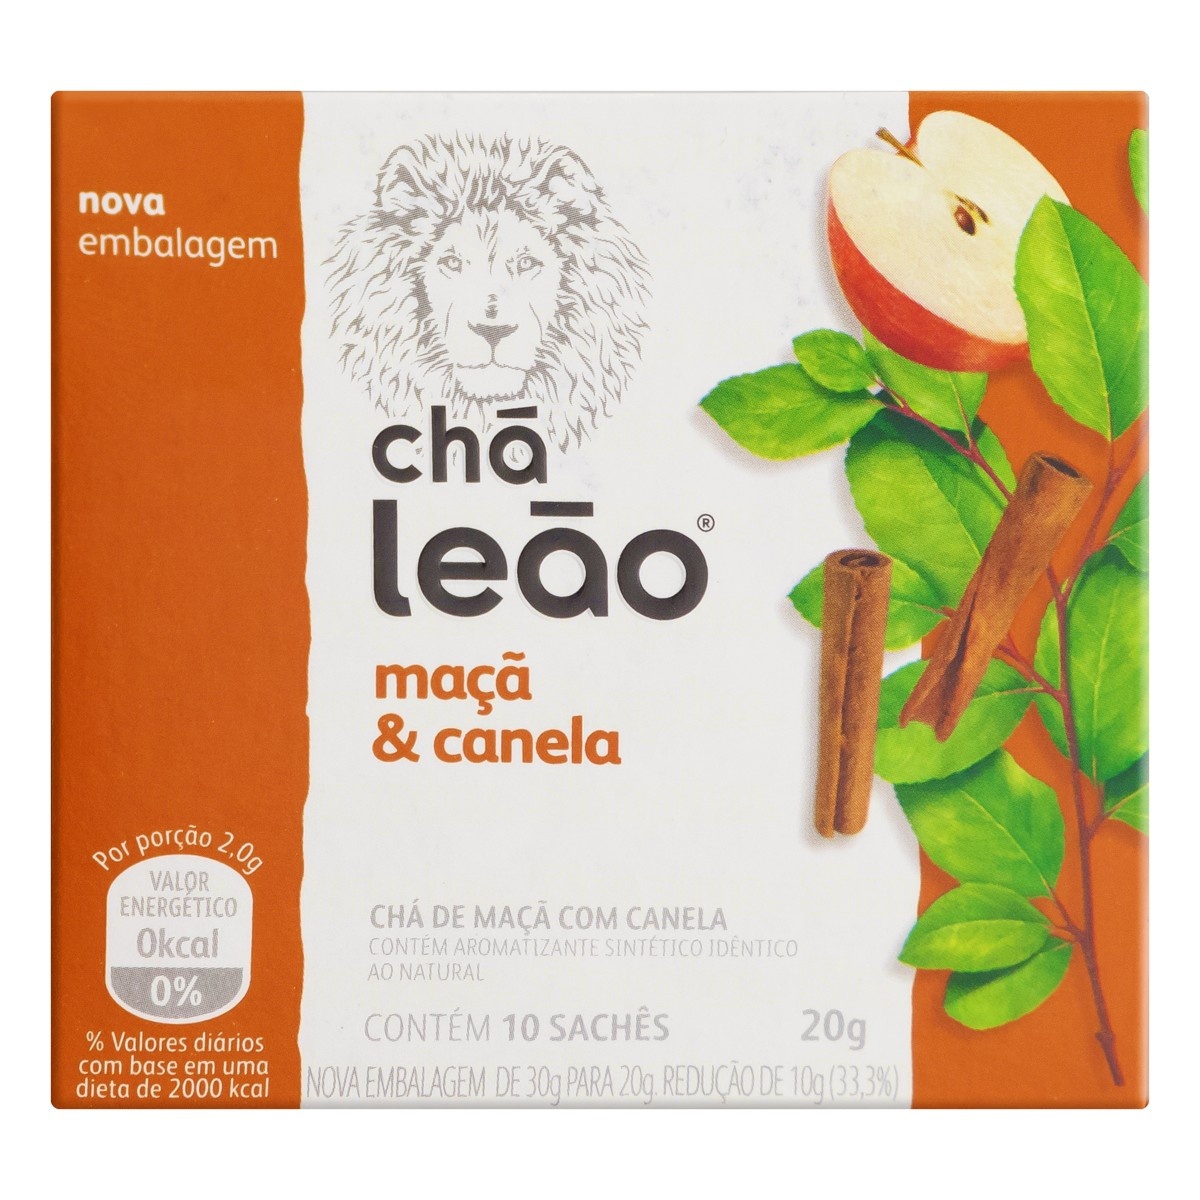 nova
embalagem
chá
leão®
maçã
& canela
Por porção 2,0g
VALOR
ENERGÉTICO
0kcal
0%
% Valores diários
com base em uma
dieta de 2000 kcal
CHÁ DE MAÇÃ COM CANELA
CONTÉM AROMATIZANTE SINTÉTICO IDÊNTICO
AO NATURAL
CONTÉM 10 SACHÊS 20g
NOVA EMBALAGEM DE 30g PARA 20g. REDUÇÃO DE 10g (33,3%)